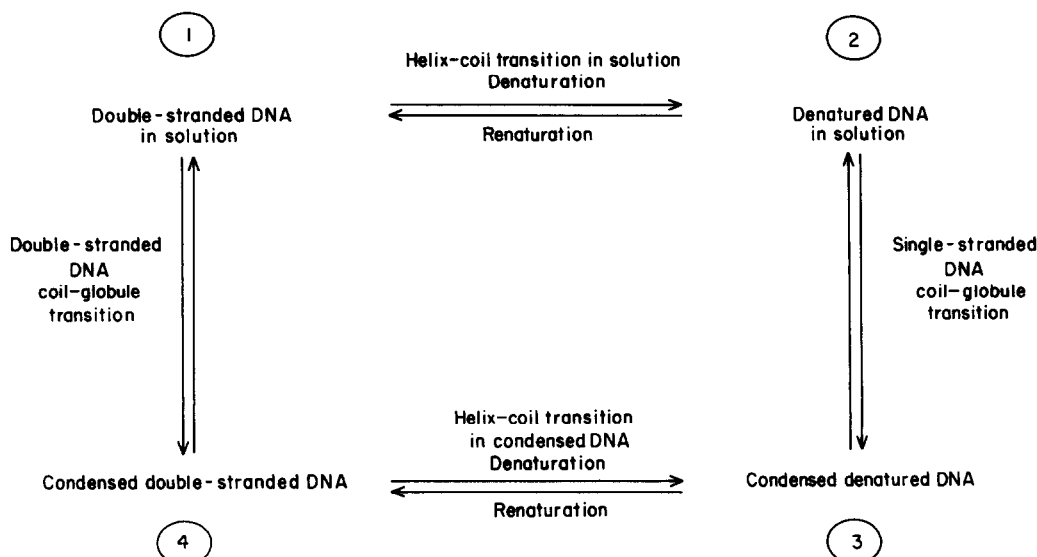 1
2
Helix-coil transition in solution
Denaturation
Renaturation
Double-stranded DNA
in solution
Denatured DNA
in solution
Double-stranded
DNA
coil-globule
transition
Single-stranded
DNA
coil-globule
transition
Helix-coil transition
in condensed DNA
Denaturation
Renaturation
Condensed double-stranded DNA
Condensed denatured DNA
4
3